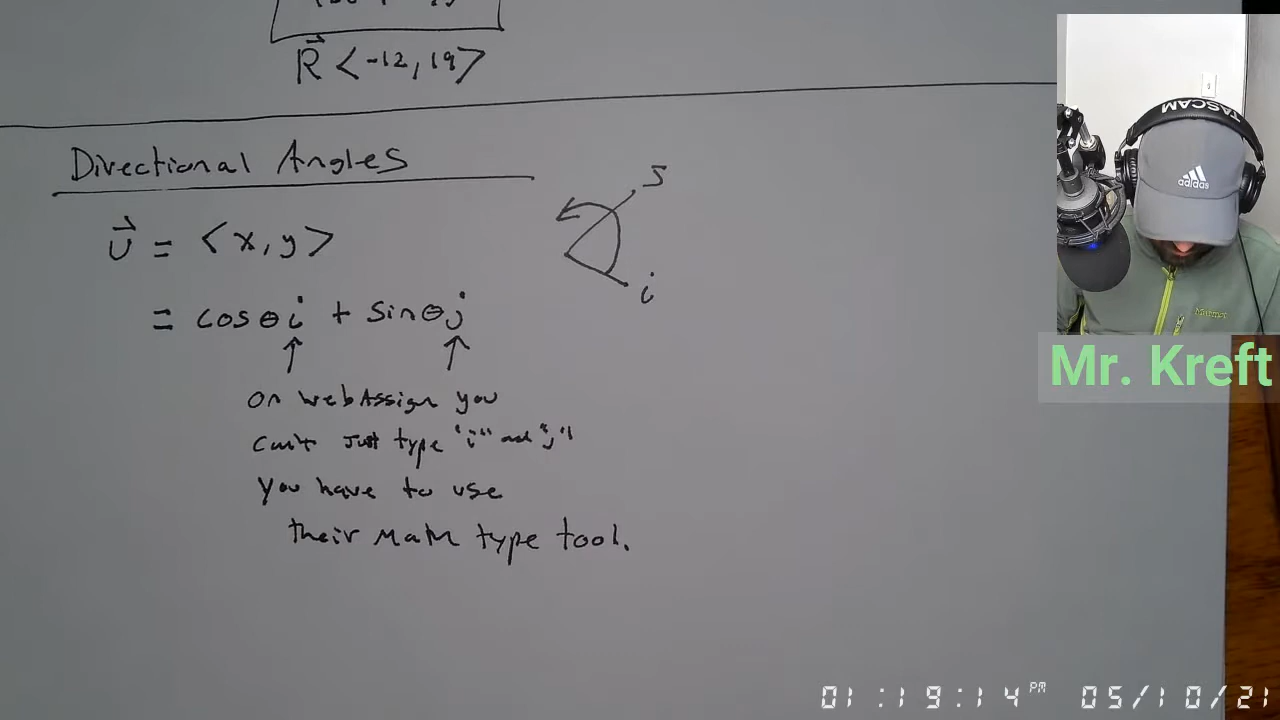 R⃗ <-12, 19>
Directional Angles
S
u⃗ = <x, y>
= cosθi + sinθj
i
on webAssign you
can't Just type "i" and "j"
you have to use
their Math type tool.
TASCAM
adidas
Marmot
Mr. Kreft
01:19:14 PM 05/10/21